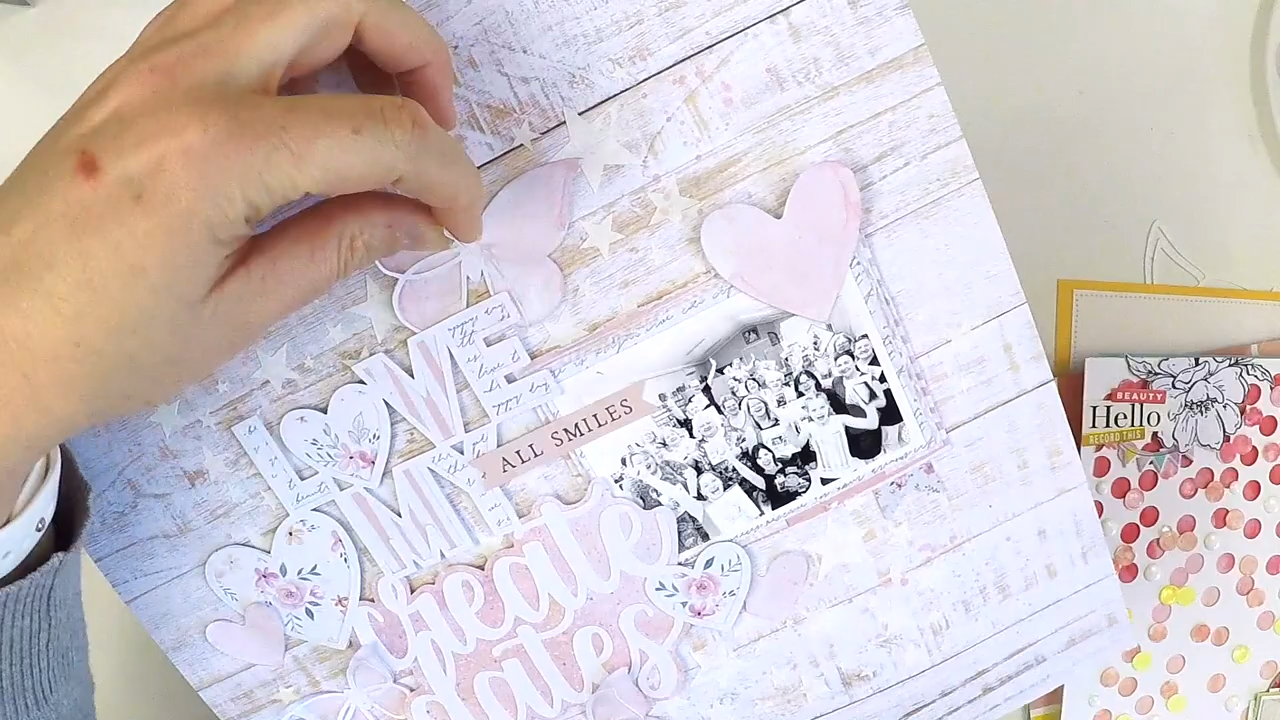 LOVE
MY
ALL SMILES
create
dates
BEAUTY
Hello
RECORD THIS